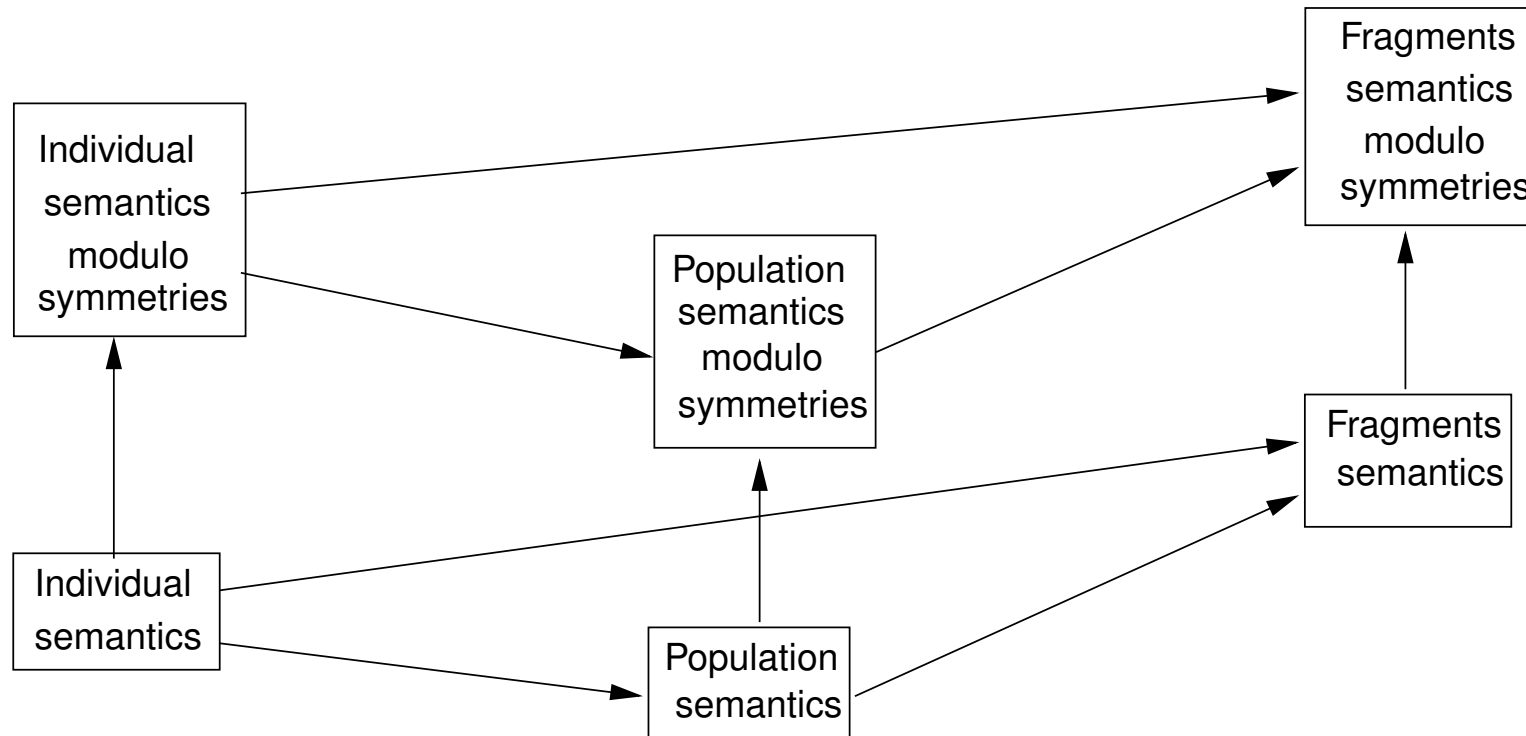 Fragments
semantics
modulo
symmetries
Individual
semantics
modulo
symmetries
Population
semantics
modulo
symmetries
Fragments
semantics
Individual
semantics
Population
semantics